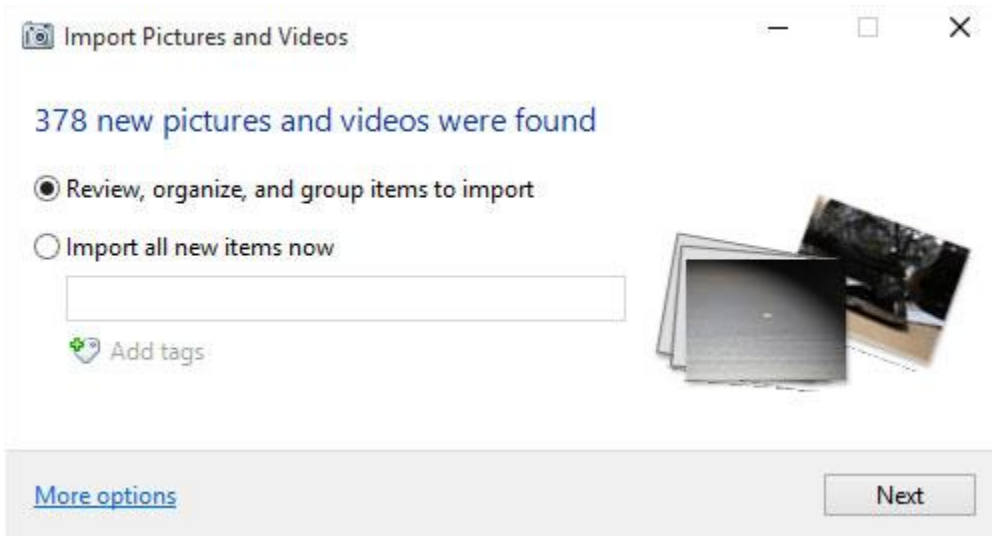 Import Pictures and Videos
378 new pictures and videos were found
Review, organize, and group items to import
Import all new items now
Add tags
More options
Next